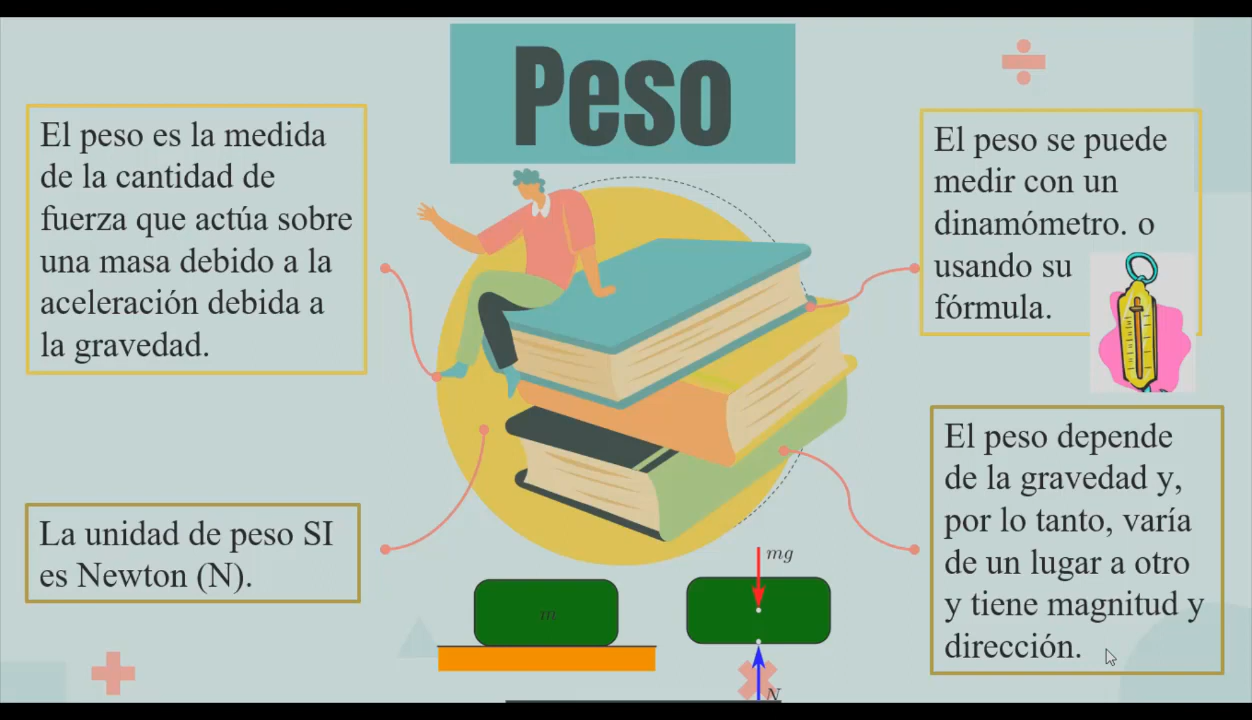 Peso
El peso es la medida
de la cantidad de
fuerza que actúa sobre
una masa debido a la
aceleración debida a
la gravedad.
La unidad de peso SI
es Newton (N).
El peso se puede
medir con un
dinamómetro. o
usando su
fórmula.
El peso depende
de la gravedad y,
por lo tanto, varía
de un lugar a otro
y tiene magnitud y
dirección.
m
mg
N